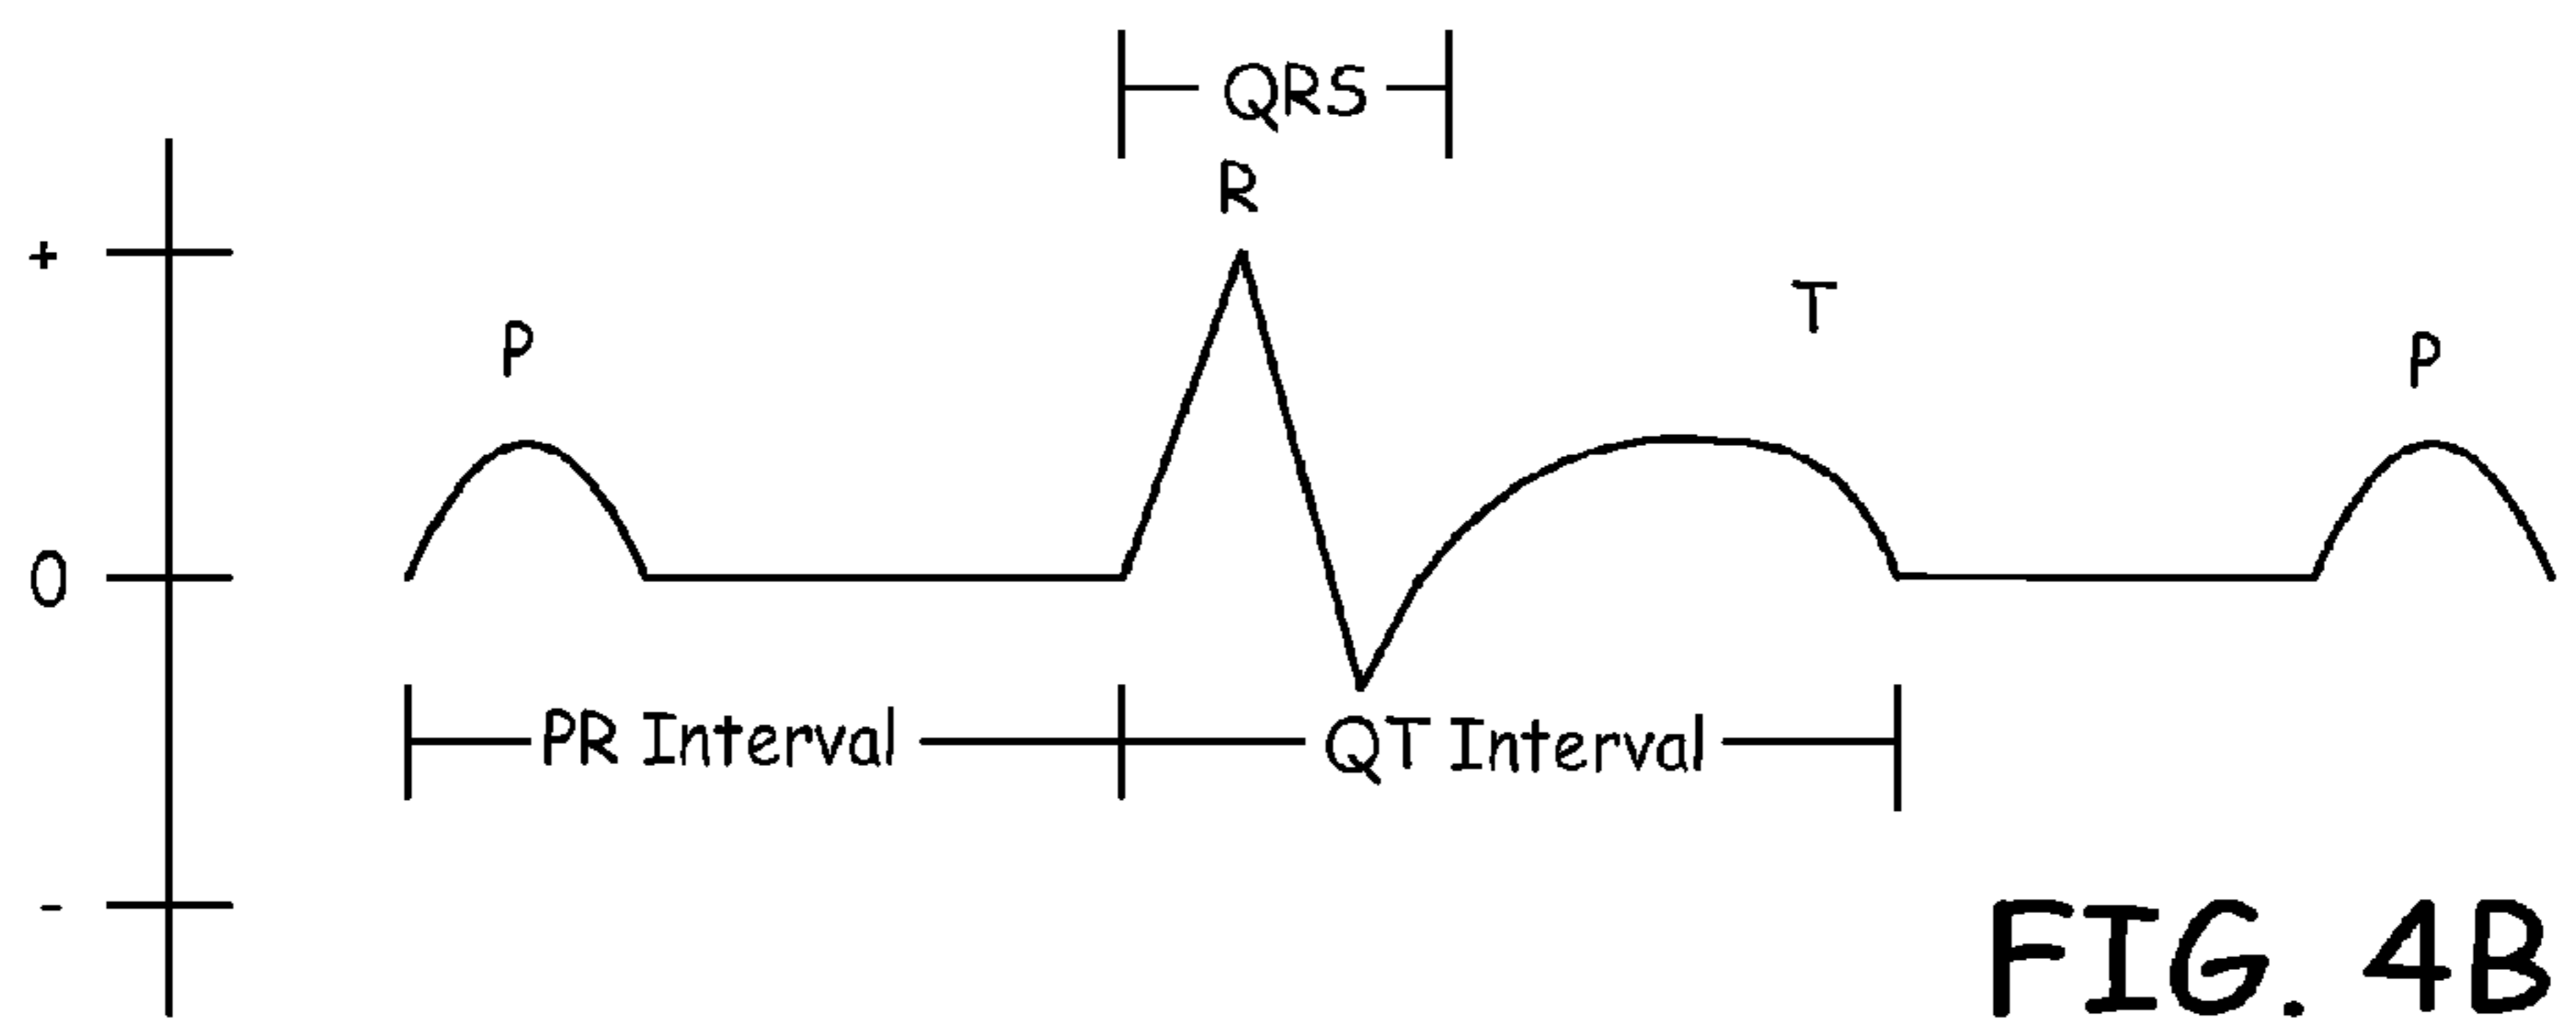 QRS
R
+
T
P
P
0
PR Interval
QT Interval
-
FIG. 4B